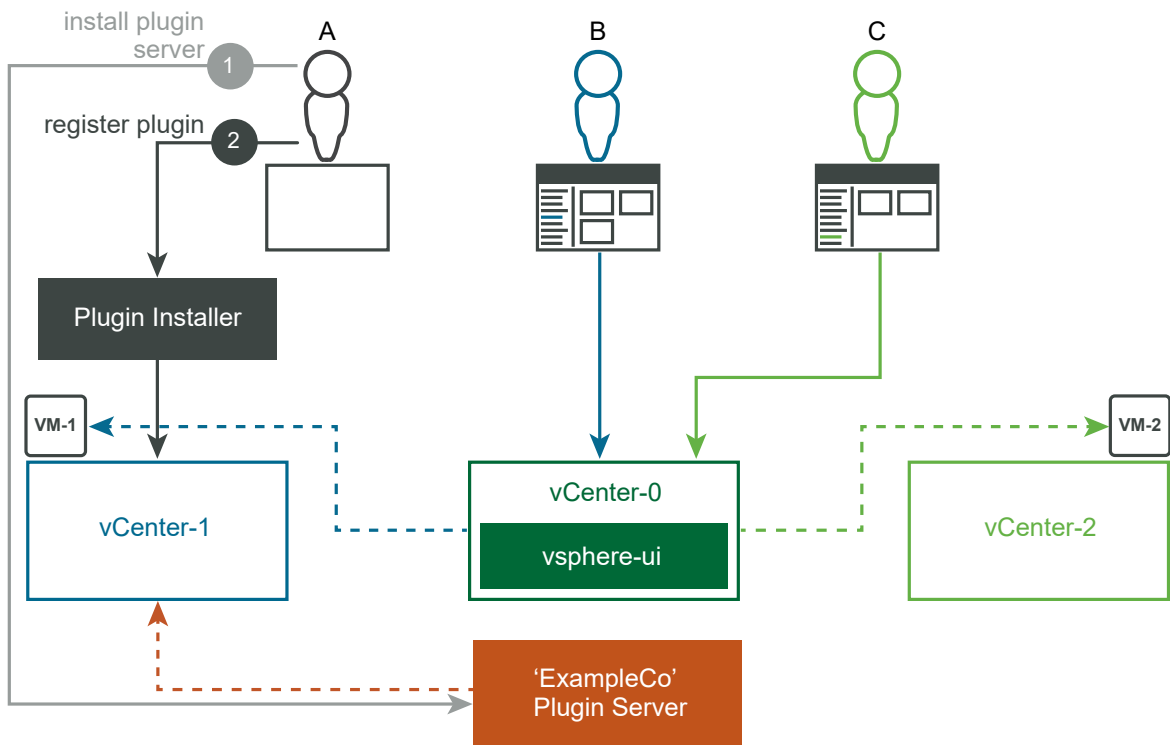 install plugin
server
1
A
B
C
register plugin
2
Plugin Installer
VM-1
VM-2
vCenter-1
vCenter-0
vsphere-ui
vCenter-2
‘ExampleCo’
Plugin Server